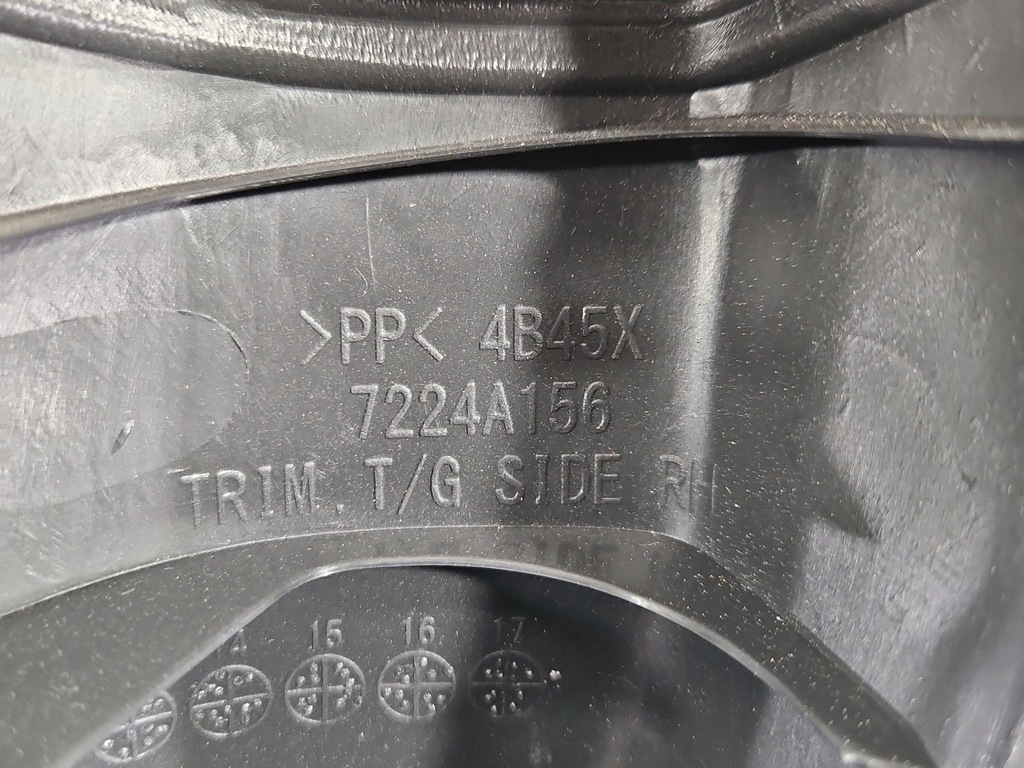 >PP< 4B45X
7224A156
TRIM. T/G SIDE RH
14 15 16 17